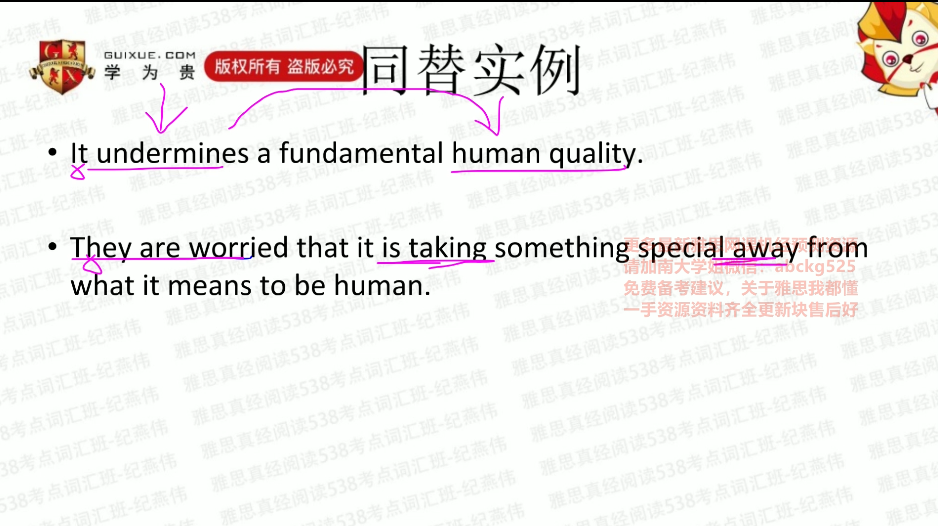 GUIXUE.COM
学为贵
版权所有 盗版必究
同替实例
• It undermines a fundamental human quality.
• They are worried that it is taking something special away from
what it means to be human.
请加南大学姐微信：abckg525
免费备考建议，关于雅思我都懂
一手资源资料齐全更新块售后好
雅思真经阅读538考点词汇班-纪燕伟